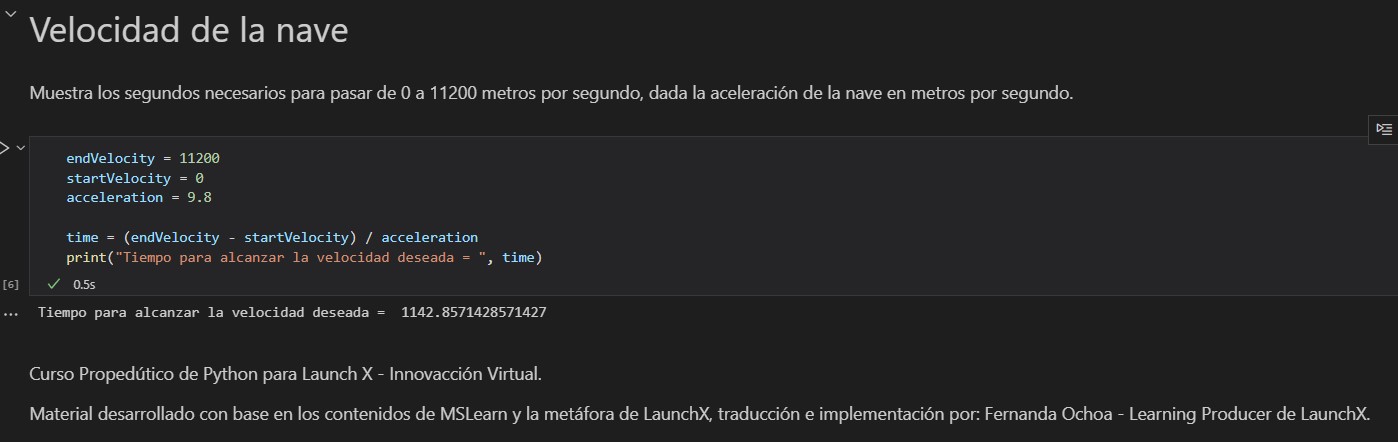 Velocidad de la nave
Muestra los segundos necesarios para pasar de 0 a 11200 metros por segundo, dada la aceleración de la nave en metros por segundo.
endVelocity = 11200
startVelocity = 0
acceleration = 9.8
time = (endVelocity - startVelocity) / acceleration
print("Tiempo para alcanzar la velocidad deseada = ", time)
[6] 0.5s
... Tiempo para alcanzar la velocidad deseada =  1142.8571428571427
Curso Propedútico de Python para Launch X - Innovacción Virtual.
Material desarrollado con base en los contenidos de MSLearn y la metáfora de LaunchX, traducción e implementación por: Fernanda Ochoa - Learning Producer de LaunchX.